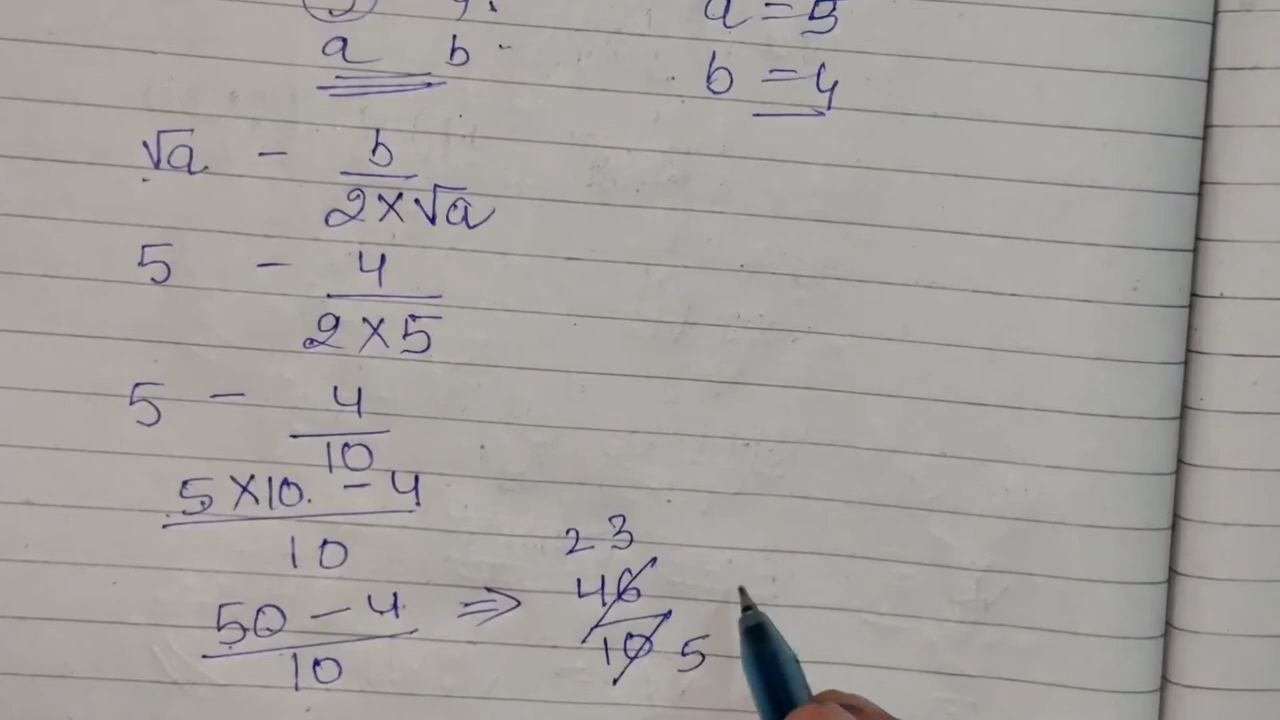 a = 5
a b
b = 4
√a - b/(2×√a)
5 - 4/(2×5)
5 - 4/10
(5×10. - 4)/10
23
(50 - 4)/10 ⇒ 46/10 5